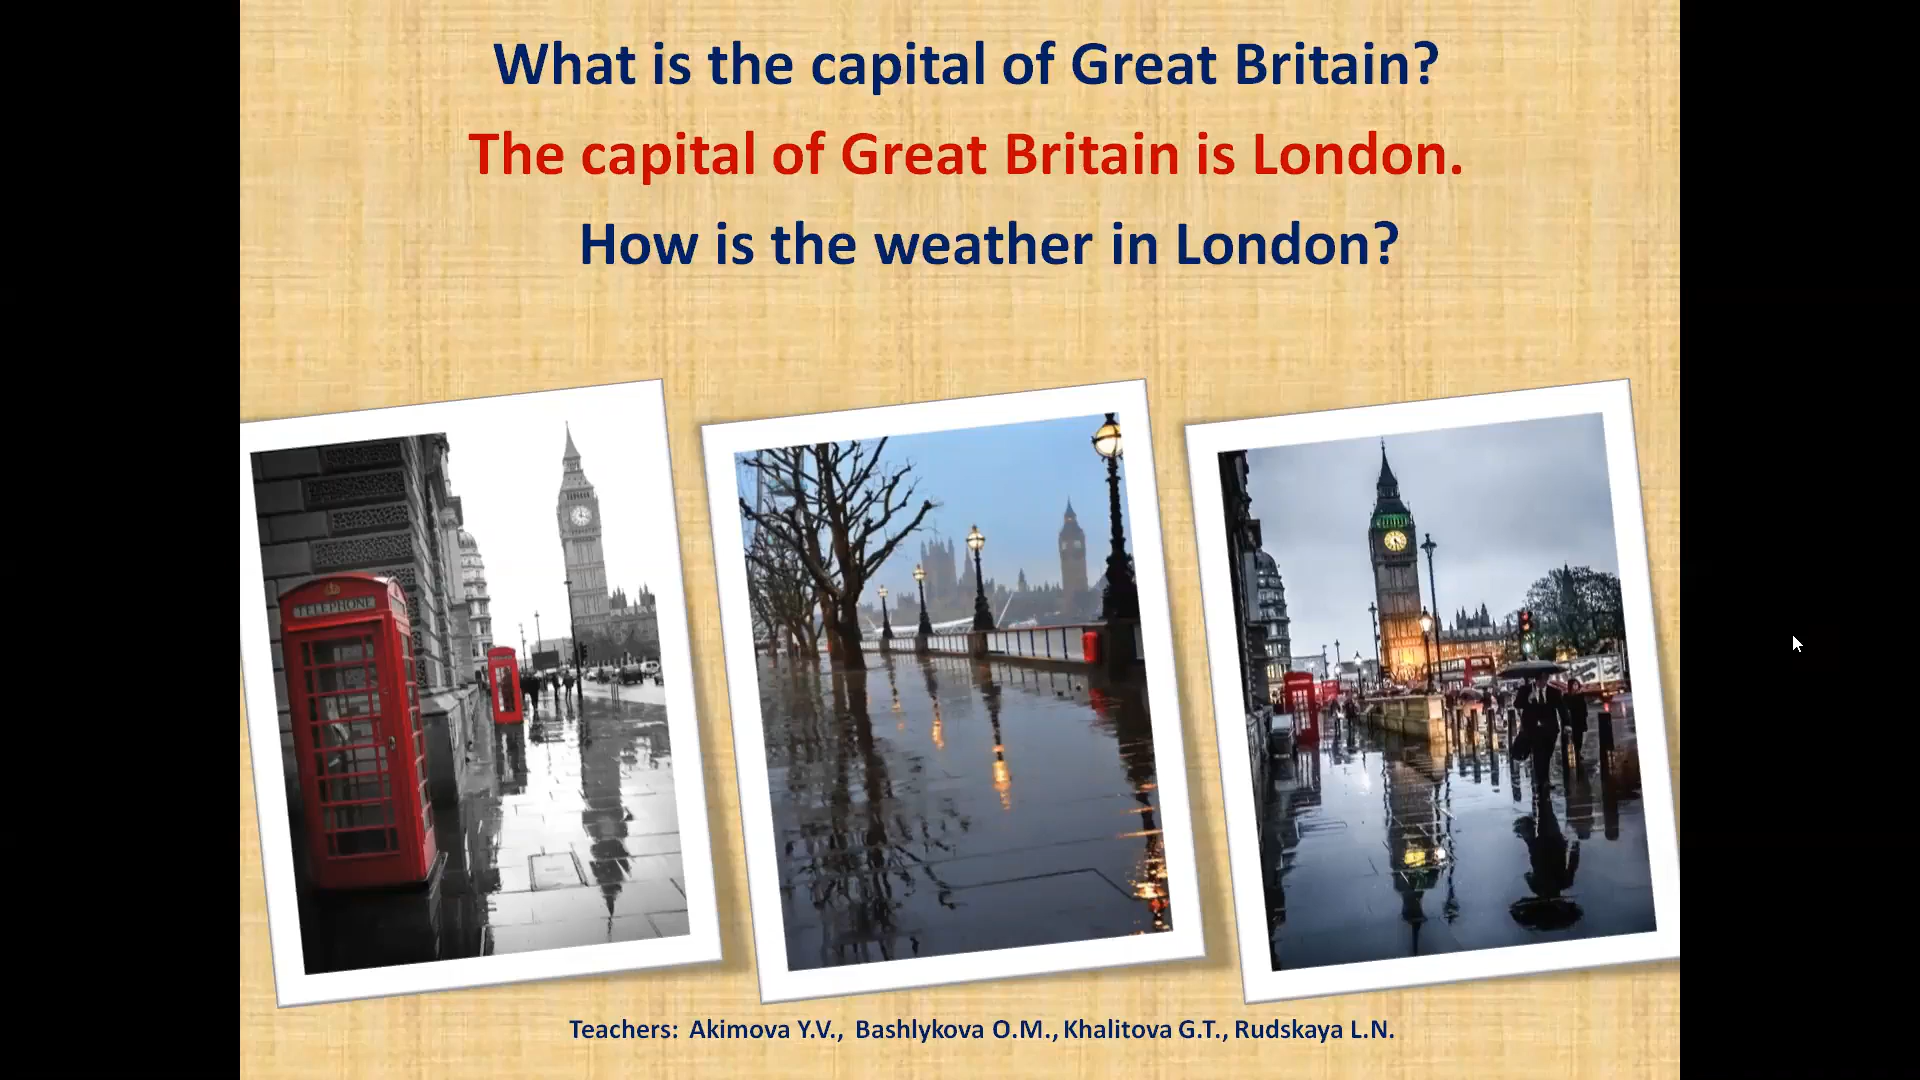 What is the capital of Great Britain?
The capital of Great Britain is London.
How is the weather in London?
TELEPHONE
Teachers: Akimova Y.V., Bashlykova O.M., Khalitova G.T., Rudskaya L.N.